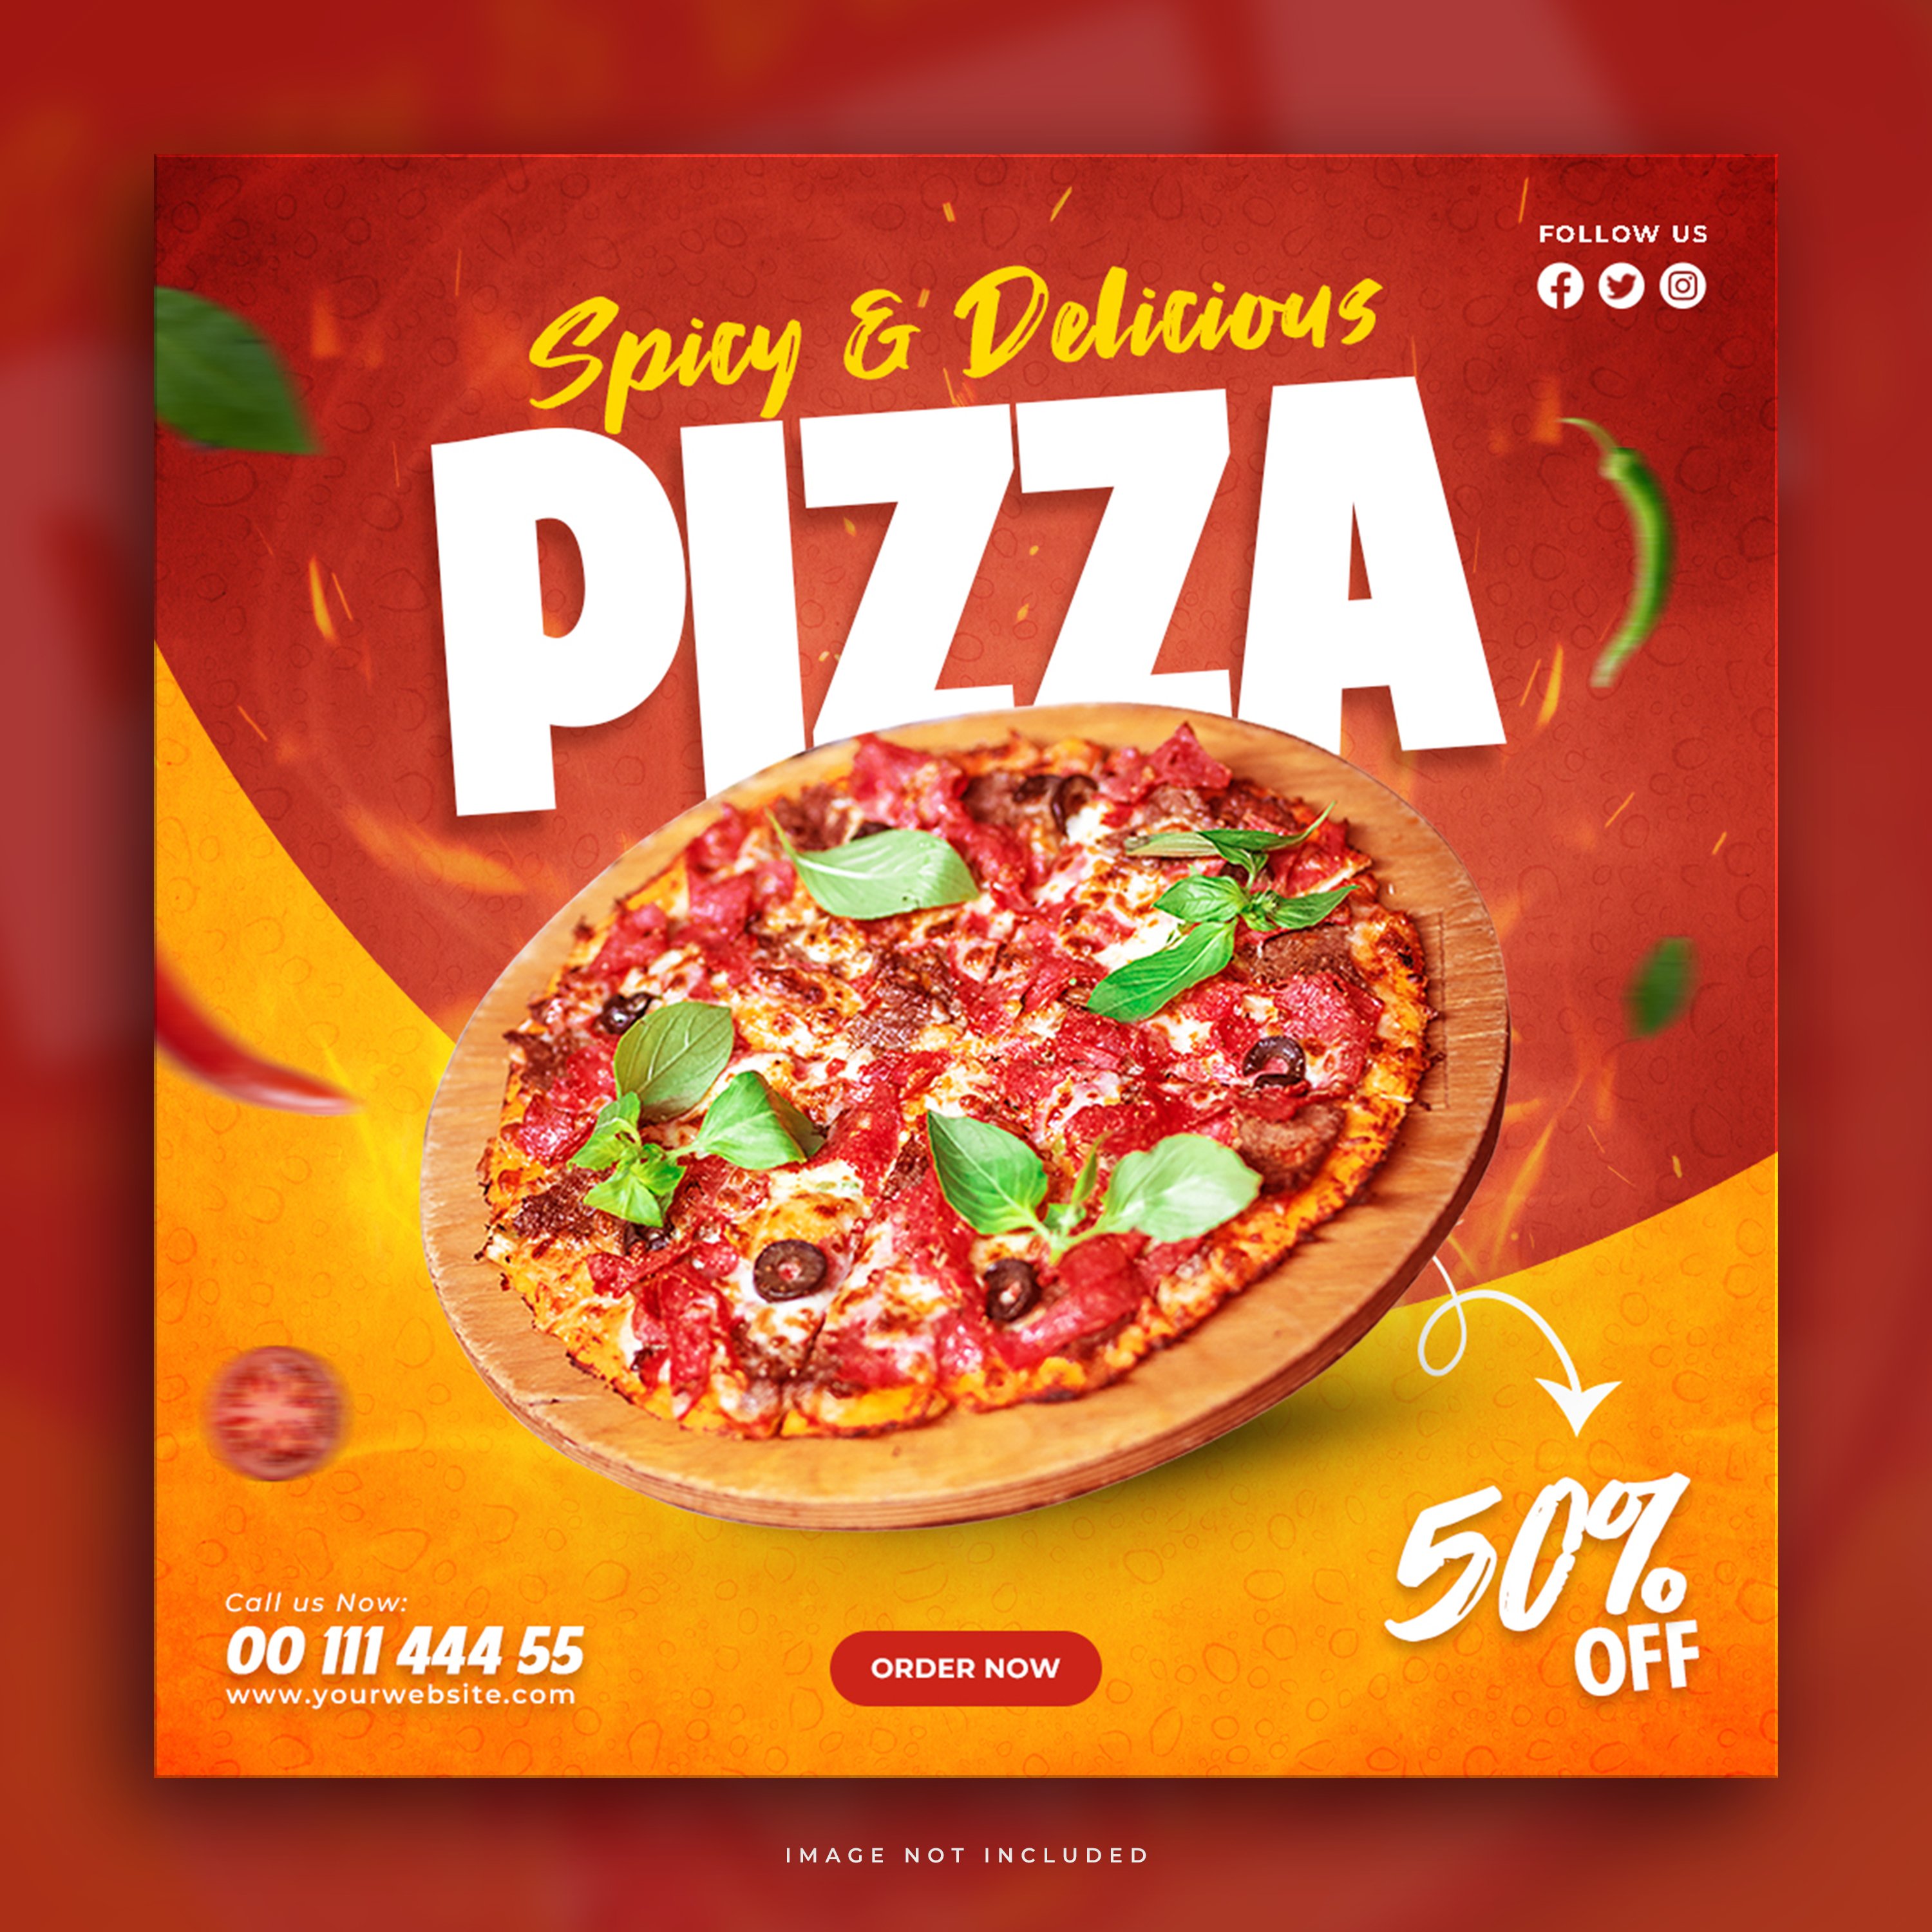 FOLLOW US
Spicy & Delicious
PIZZA
50%
OFF
Call us Now:
00 111 444 55
www.yourwebsite.com
ORDER NOW
IMAGE NOT INCLUDED